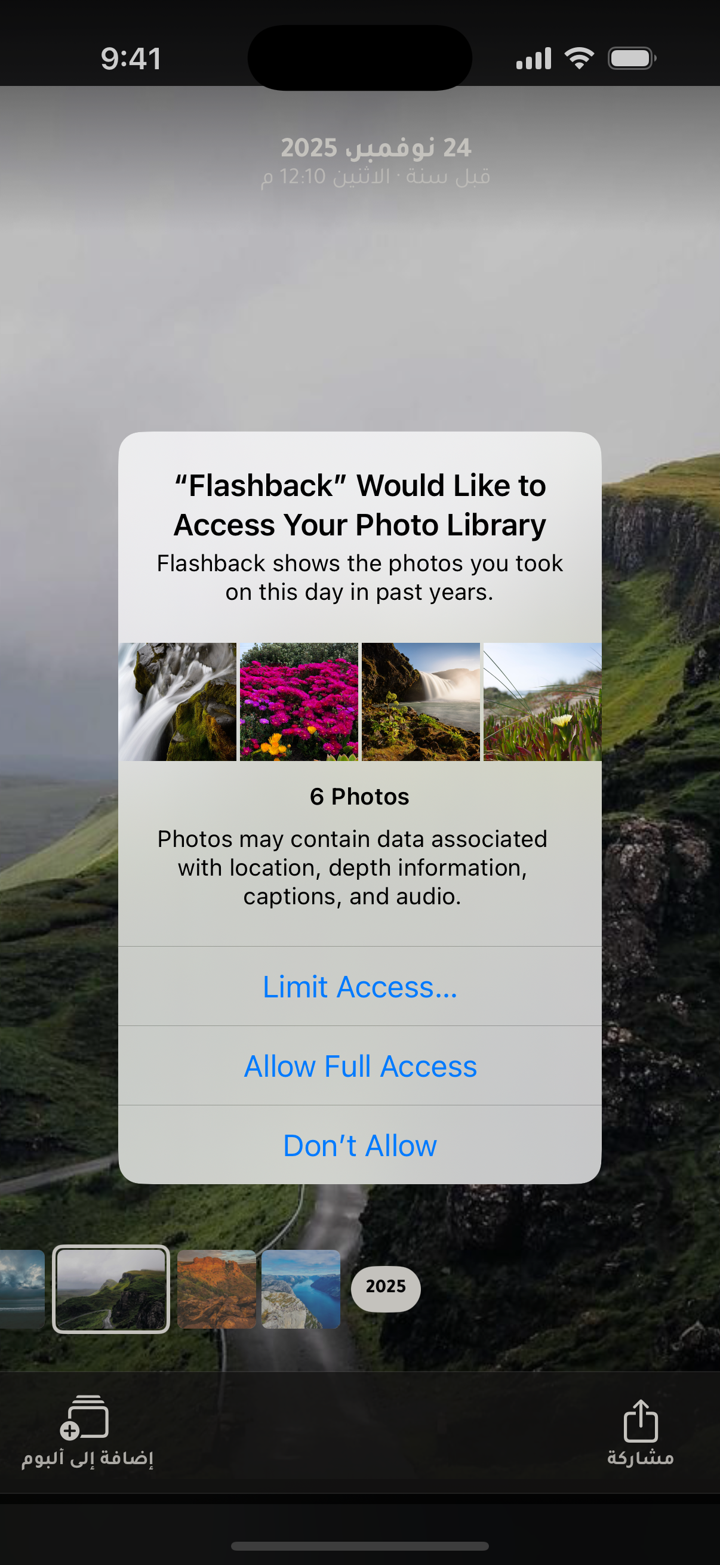 9:41
24 نوفمبر، 2025
قبل سنة · الاثنين 12:10 م
“Flashback” Would Like to
Access Your Photo Library
Flashback shows the photos you took
on this day in past years.
6 Photos
Photos may contain data associated
with location, depth information,
captions, and audio.
Limit Access...
Allow Full Access
Don’t Allow
2025
مشاركة
إضافة إلى ألبوم